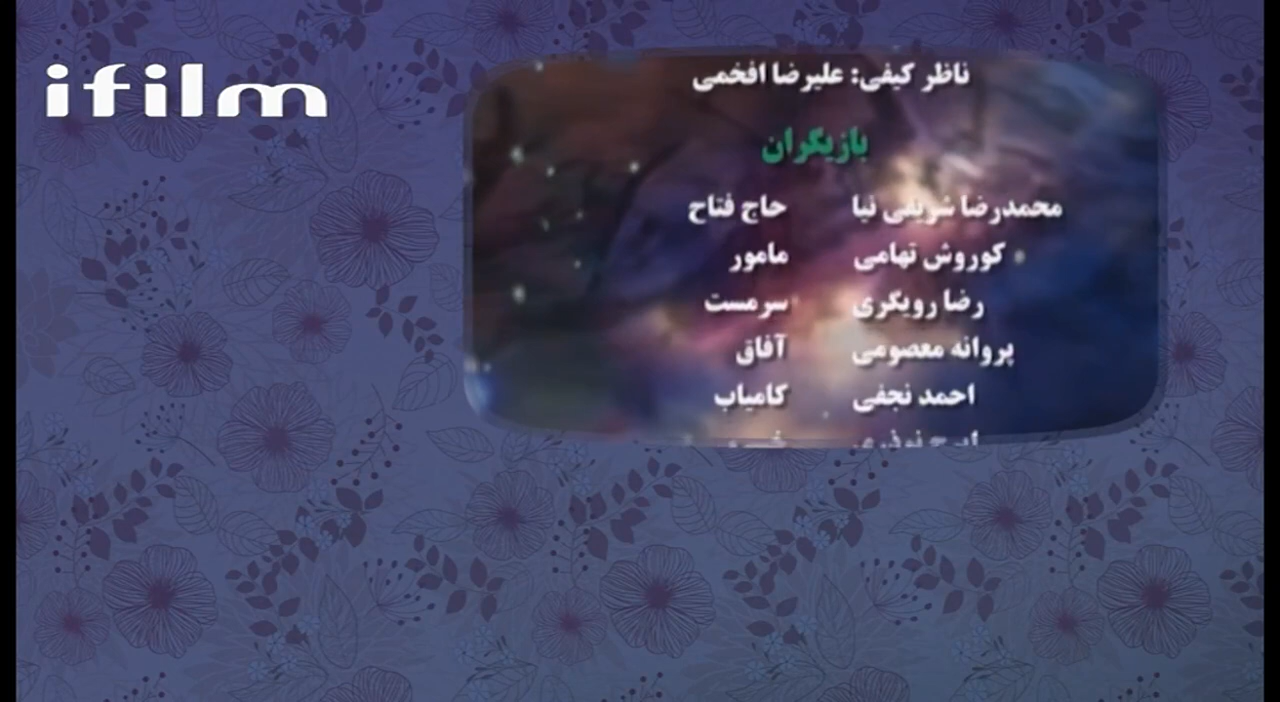 ifilm
ناظر کیفی: علیرضا افخمی
بازیگران
محمدرضا شریفی نیا حاج فتاح
کوروش تهامی مامور
رضا رویگری سرمست
پروانه معصومی آفاق
احمد نجفی کامیاب